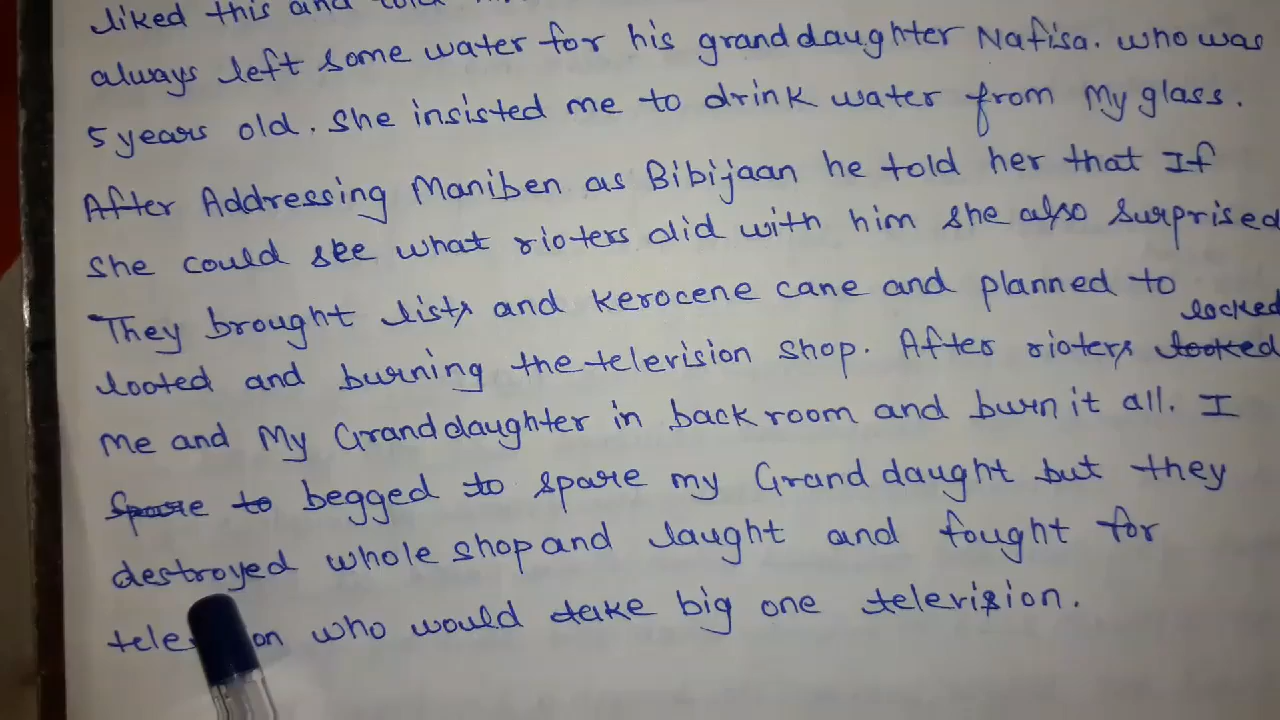 liked this and told
always left some water for his granddaughter Nafisa. who was
5 years old. She insisted me to drink water from My glass.
After Addressing Maniben as Bibijaan he told her that If
She could see what rioters did with him she also surprised
They brought lists and kerocene cane and planned to
looted and burning the television shop. After rioters looked locked
me and My Granddaughter in back room and burn it all. I
Spare to begged to spare my Grand daught but they
destroyed whole shop and laught and fought for
who would take big one television.